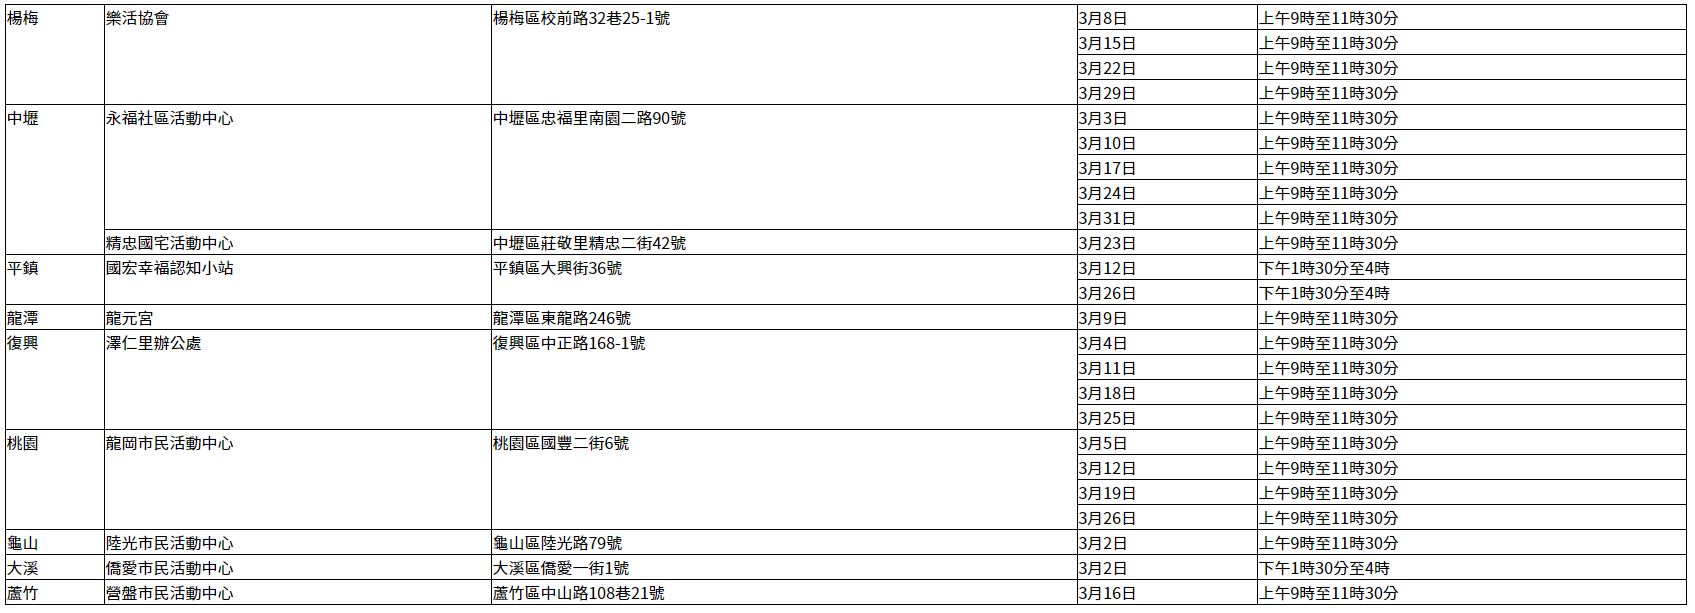 楊梅 樂活協會 楊梅區校前路32巷25-1號 3月8日 上午9時至11時30分
3月15日 上午9時至11時30分
3月22日 上午9時至11時30分
3月29日 上午9時至11時30分
中壢 永福社區活動中心 中壢區忠福里南園二路90號 3月3日 上午9時至11時30分
3月10日 上午9時至11時30分
3月17日 上午9時至11時30分
3月24日 上午9時至11時30分
3月31日 上午9時至11時30分
精忠國宅活動中心 中壢區莊敬里精忠二街42號 3月23日 上午9時至11時30分
平鎮 國宏幸福認知小站 平鎮區大興街36號 3月12日 下午1時30分至4時
3月26日 下午1時30分至4時
龍潭 龍元宮 龍潭區東龍路246號 3月9日 上午9時至11時30分
復興 澤仁里辦公處 復興區中正路168-1號 3月4日 上午9時至11時30分
3月11日 上午9時至11時30分
3月18日 上午9時至11時30分
3月25日 上午9時至11時30分
桃園 龍岡市民活動中心 桃園區國豐二街6號 3月5日 上午9時至11時30分
3月12日 上午9時至11時30分
3月19日 上午9時至11時30分
3月26日 上午9時至11時30分
龜山 陸光市民活動中心 龜山區陸光路79號 3月2日 上午9時至11時30分
大溪 僑愛市民活動中心 大溪區僑愛一街1號 3月2日 下午1時30分至4時
蘆竹 營盤市民活動中心 蘆竹區中山路108巷21號 3月16日 上午9時至11時30分